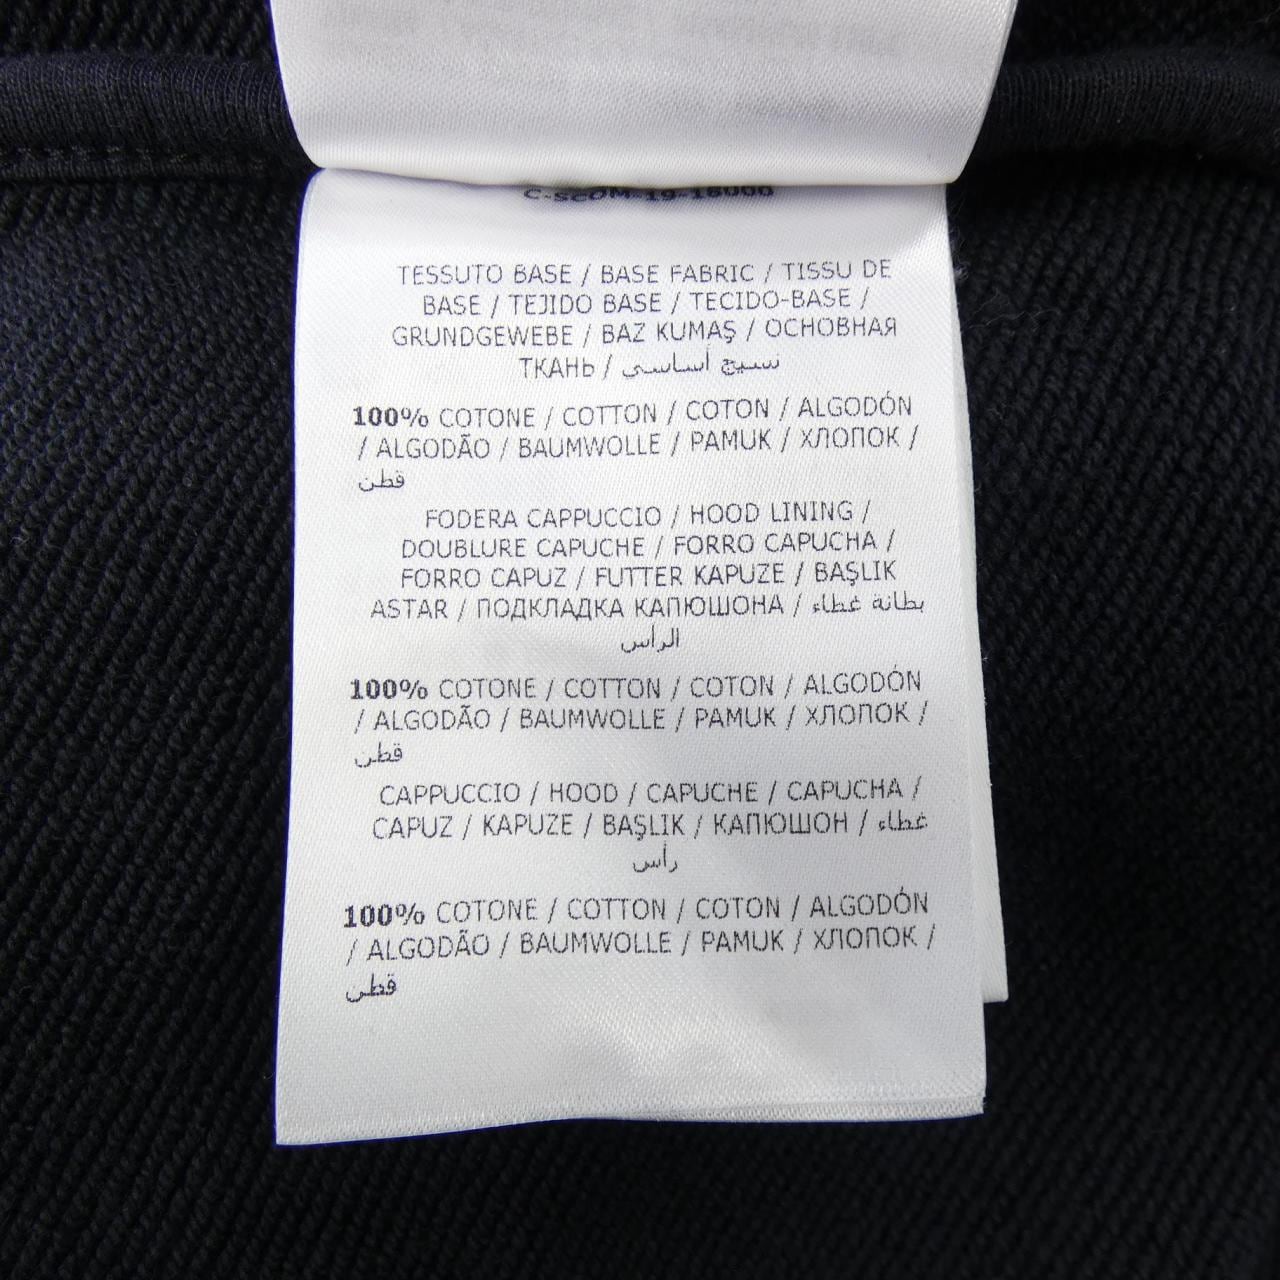 C-SCOM-19-18000
TESSUTO BASE / BASE FABRIC / TISSU DE
BASE / TEJIDO BASE / TECIDO-BASE /
GRUNDGEWEBE / BAZ KUMAŞ / ОСНОВНАЯ
ТКАНЬ / نسيج أساسي
100% COTONE / COTTON / COTON / ALGODÓN
/ ALGODÃO / BAUMWOLLE / PAMUK / ХЛОПОК /
قطن
FODERA CAPPUCCIO / HOOD LINING /
DOUBLURE CAPUCHE / FORRO CAPUCHA /
FORRO CAPUZ / FUTTER KAPUZE / BAŞLIK
ASTAR / ПОДКЛАДКА КАПЮШОНА / بطانة غطاء
الرأس
100% COTONE / COTTON / COTON / ALGODÓN
/ ALGODÃO / BAUMWOLLE / PAMUK / ХЛОПОК /
قطن
CAPPUCCIO / HOOD / CAPUCHE / CAPUCHA /
CAPUZ / KAPUZE / BAŞLIK / КАПЮШОН / غطاء
رأس
100% COTONE / COTTON / COTON / ALGODÓN
/ ALGODÃO / BAUMWOLLE / PAMUK / ХЛОПОК /
قطن